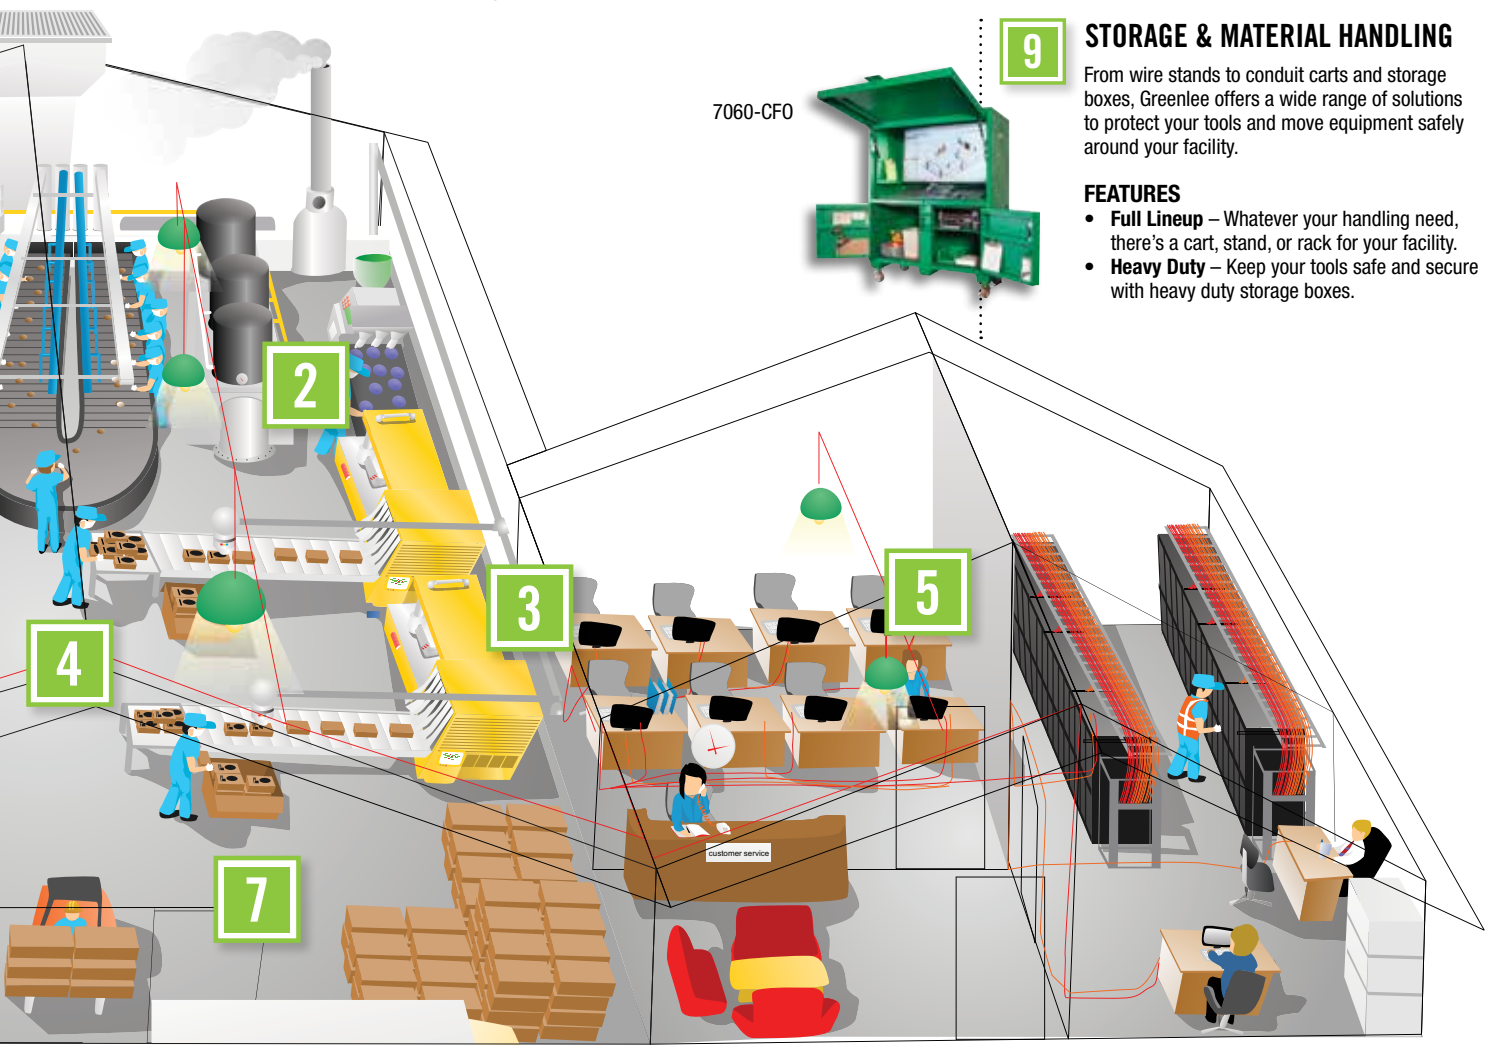 9
STORAGE & MATERIAL HANDLING
From wire stands to conduit carts and storage
boxes, Greenlee offers a wide range of solutions
to protect your tools and move equipment safely
around your facility.
FEATURES
• Full Lineup – Whatever your handling need,
there's a cart, stand, or rack for your facility.
• Heavy Duty – Keep your tools safe and secure
with heavy duty storage boxes.
7060-CFO
2
3
5
4
7
customer service